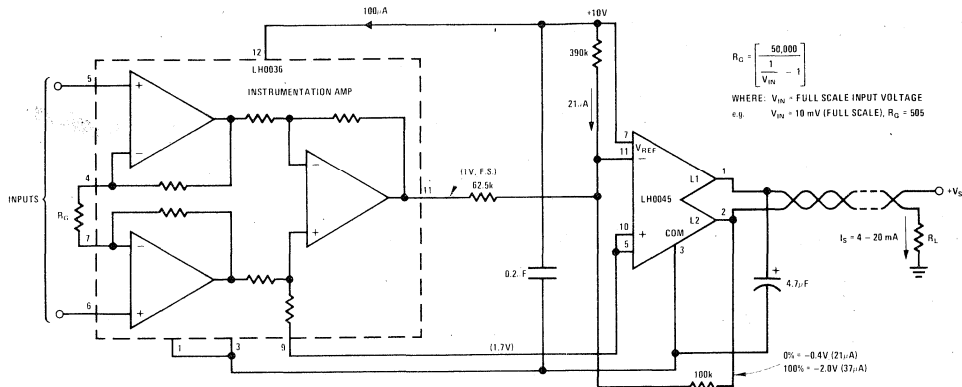 100μA
+10V
12
LH0036
INSTRUMENTATION AMP
390k
21μA
R_G = [ 50,000 / (1/V_IN - 1) ]
WHERE: V_IN = FULL SCALE INPUT VOLTAGE
e.g. V_IN = 10 mV (FULL SCALE), R_G = 505
5
+
−
4
INPUTS
R_G
7
−
+
6
−
+
11
(1V, F.S.)
62.5k
7
V_REF
11
−
LH0045
L1
1
L2
2
COM
3
10
+
5
+V_S
I_S = 4 – 20 mA
R_L
0.2 F
+
4.7μF
1
3
9
(1.7V)
100k
0% = −0.4V (21μA)
100% = −2.0V (37μA)